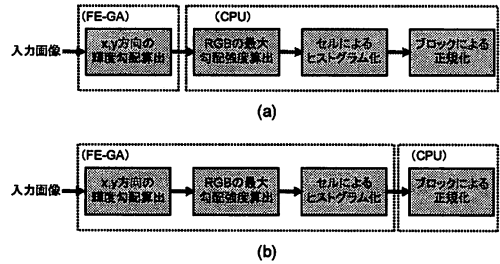 (FE-GA)
(CPU)
入力画像
x,y方向の
輝度勾配算出
RGBの最大
勾配強度算出
セルによる
ヒストグラム化
ブロックによる
正規化
(a)
(FE-GA)
(CPU)
入力画像
x,y方向の
輝度勾配算出
RGBの最大
勾配強度算出
セルによる
ヒストグラム化
ブロックによる
正規化
(b)